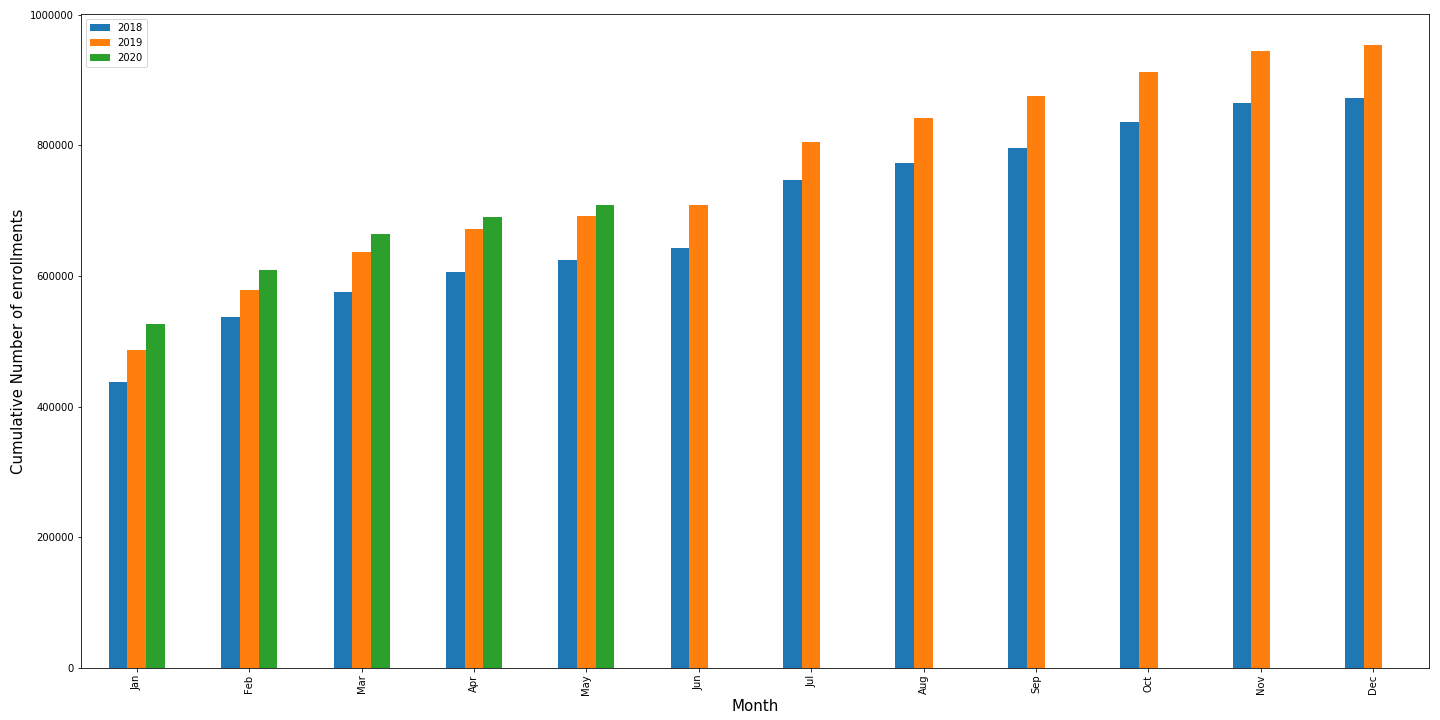 1000000
800000
600000
400000
200000
0
Cumulative Number of enrollments
2018
2019
2020
Jan
Feb
Mar
Apr
May
Jun
Jul
Aug
Sep
Oct
Nov
Dec
Month